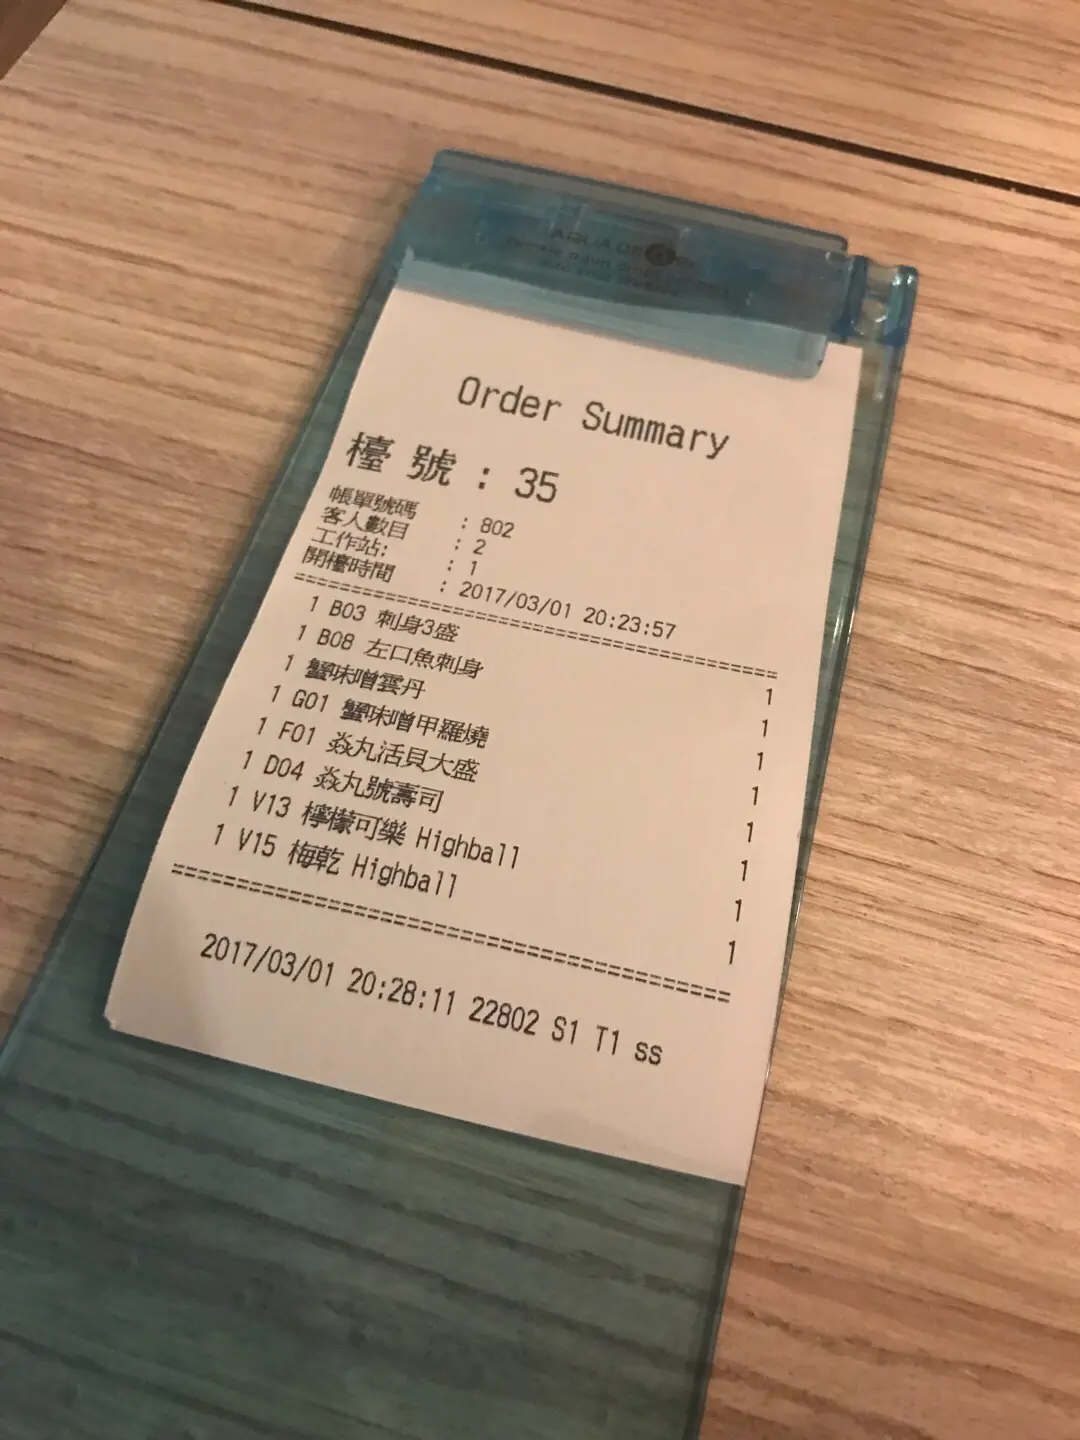 AQUA
Order Summary
檯 號 : 35
帳單號碼 : 802
客人數目 : 2
工作站: : 1
開檯時間 : 2017/03/01 20:23:57
1 B03 刺身3盛 1
1 B08 左口魚刺身 1
1 蟹味噌雲丹 1
1 G01 蟹味噌甲羅燒 1
1 F01 焱丸活貝大盛 1
1 D04 焱丸號壽司 1
1 V13 檸檬可樂 Highball 1
1 V15 梅乾 Highball 1
2017/03/01 20:28:11 22802 S1 T1 ss